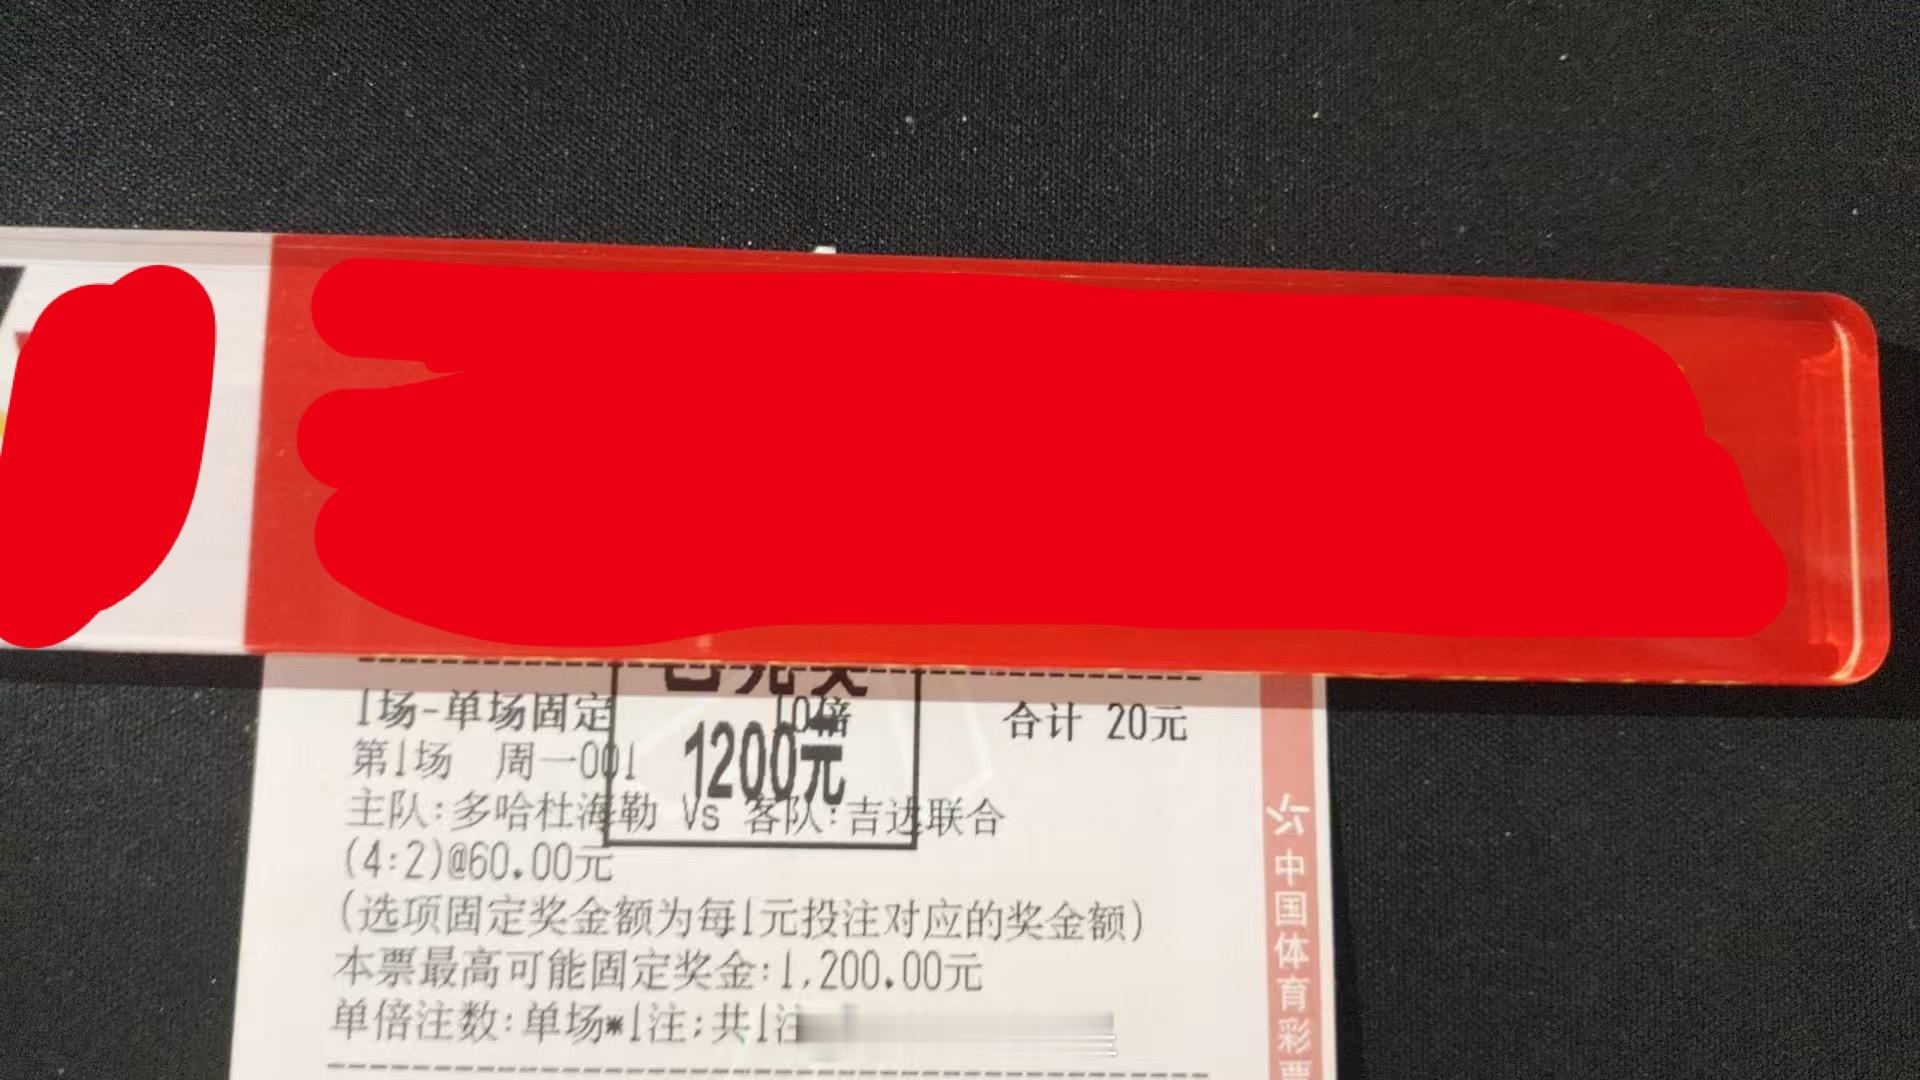 1场-单场固定 10倍 合计 20元
1200元
第1场 周一001
主队:多哈杜海勒 Vs 客队:吉达联合
(4:2)@60.00元
(选项固定奖金额为每1元投注对应的奖金额)
本票最高可能固定奖金:1,200.00元
单倍注数:单场*1注;共1注
中国体育彩票